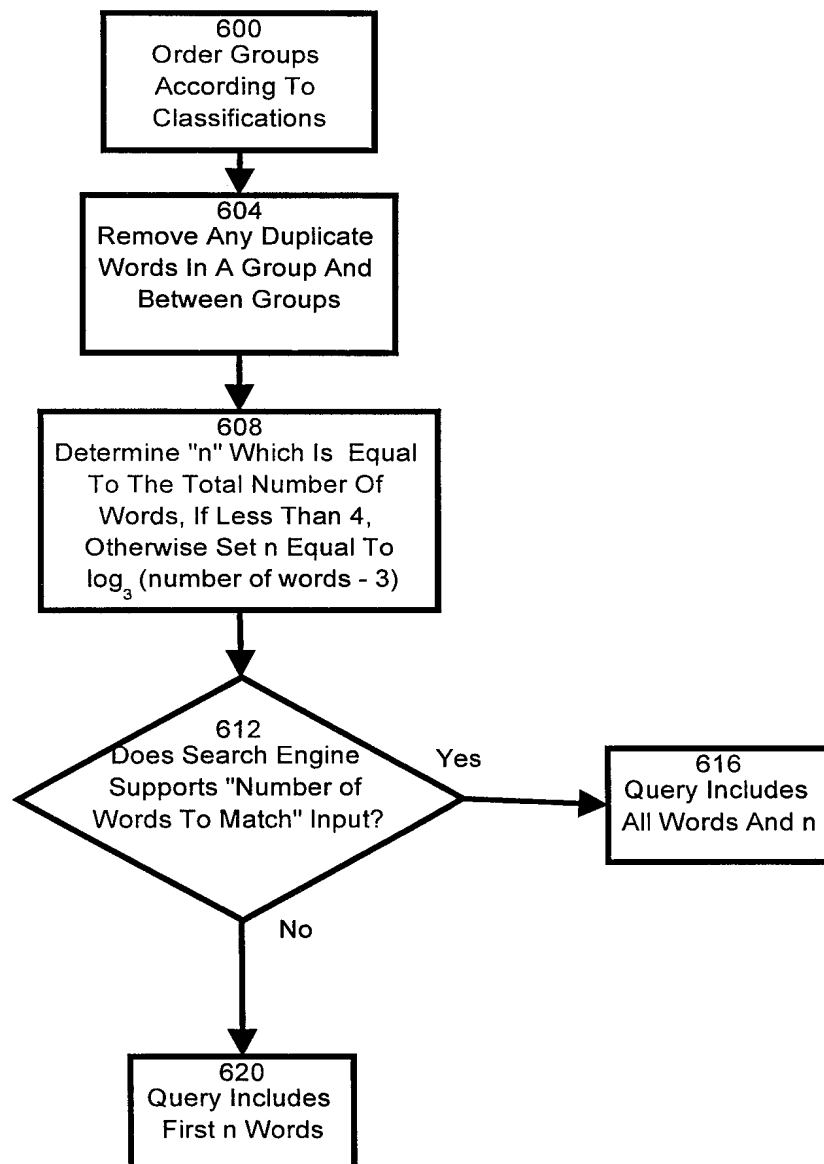 600
Order Groups
According To
Classifications
604
Remove Any Duplicate
Words In A Group And
Between Groups
608
Determine "n" Which Is Equal
To The Total Number Of
Words, If Less Than 4,
Otherwise Set n Equal To
log₃ (number of words - 3)
612
Does Search Engine
Supports "Number of
Words To Match" Input?
Yes
616
Query Includes
All Words And n
No
620
Query Includes
First n Words